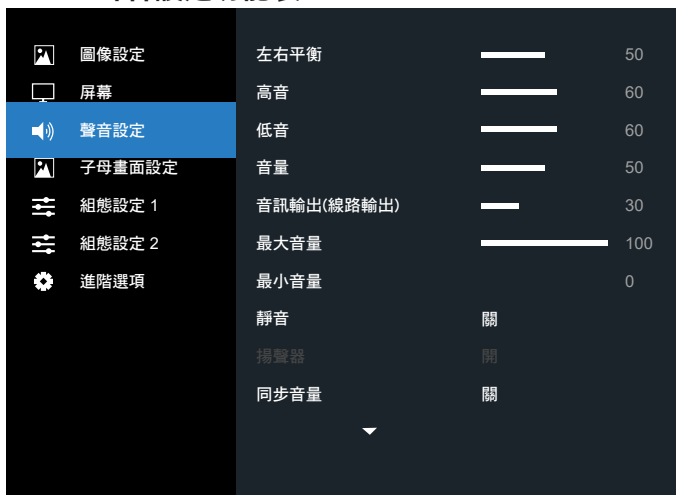 圖像設定
屏幕
聲音設定
子母畫面設定
組態設定 1
組態設定 2
進階選項
左右平衡 50
高音 60
低音 60
音量 50
音訊輸出(線路輸出) 30
最大音量 100
最小音量 0
靜音 關
揚聲器 開
同步音量 關